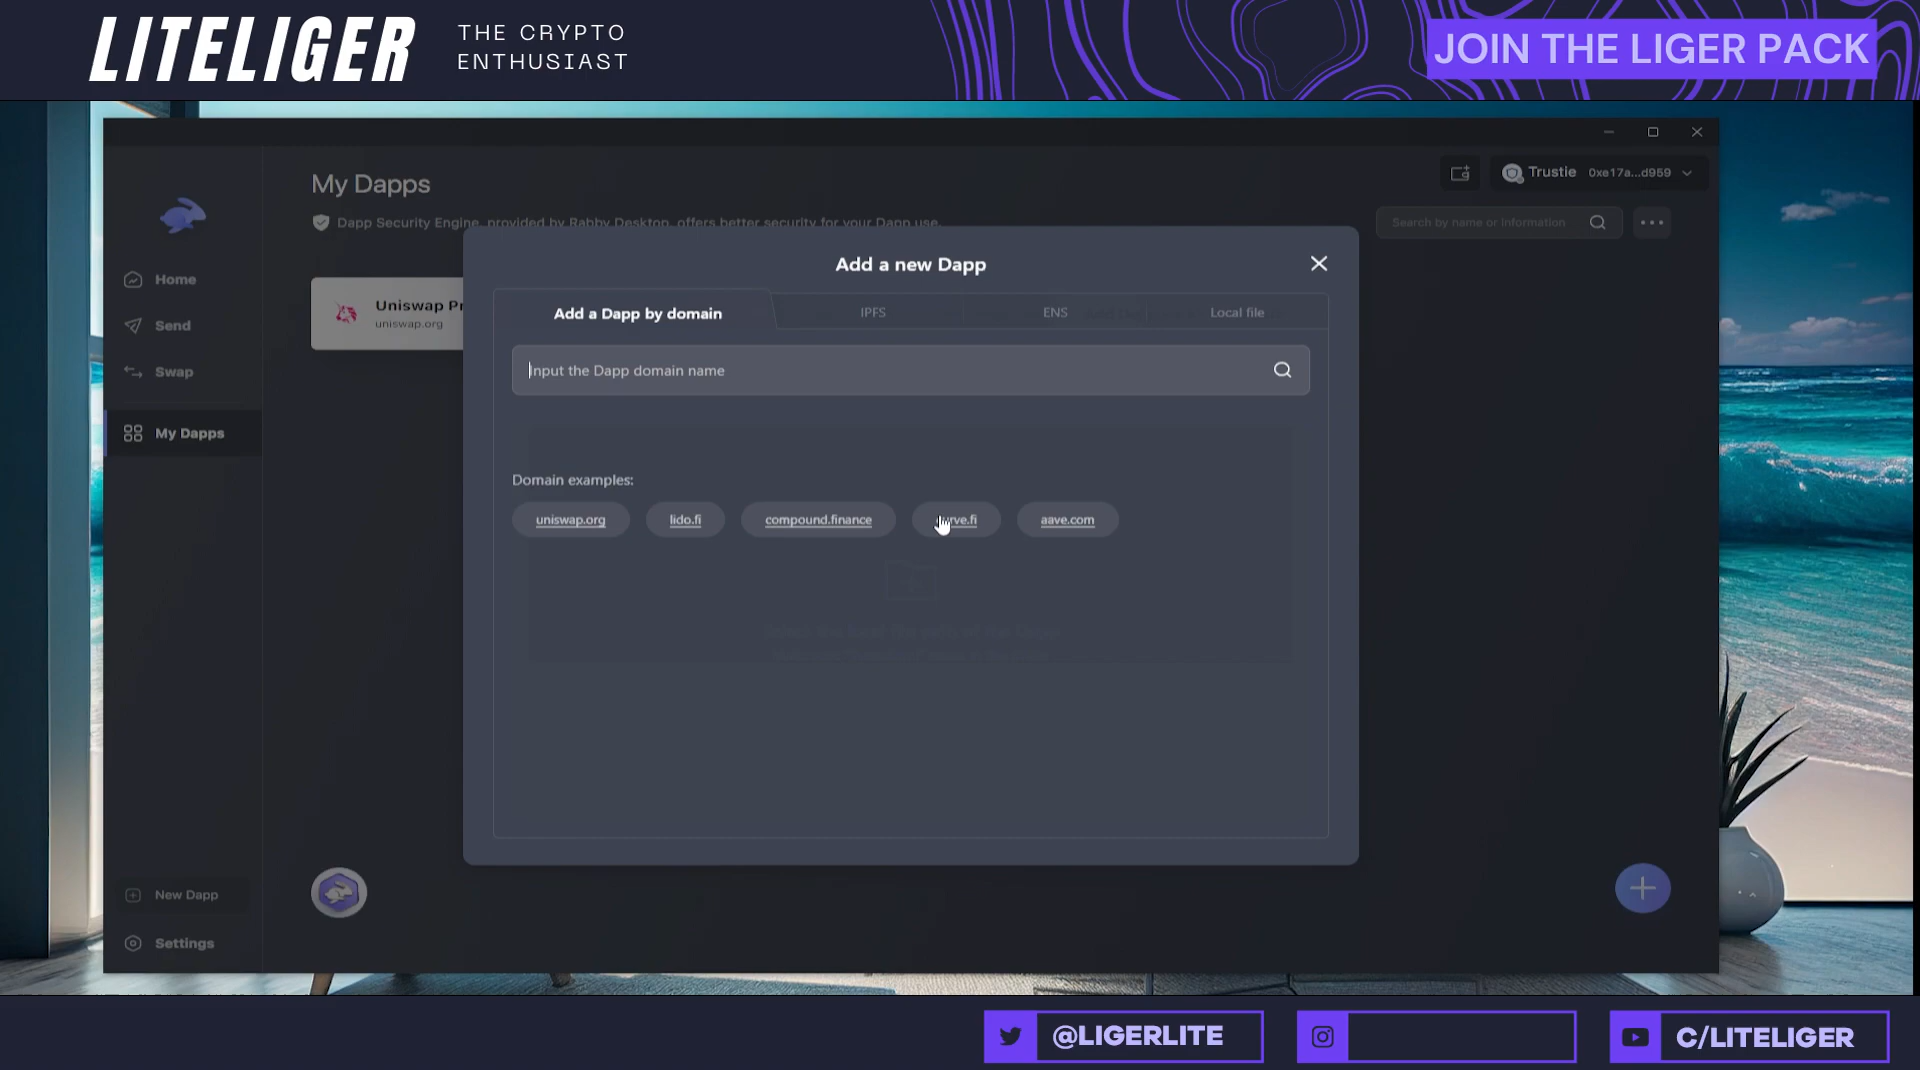 LITELIGER
THE CRYPTO
ENTHUSIAST
JOIN THE LIGER PACK
My Dapps
Trustie 0xe17a...d959
Dapp Security Engine, provided by Rabby Desktop, offers better security for your Dapp use.
Search by name or information
Home
Send
Swap
My Dapps
Uniswap Pr
uniswap.org
Add a new Dapp
Add a Dapp by domain
IPFS
ENS
Local file
Input the Dapp domain name
Domain examples:
uniswap.org
lido.fi
compound.finance
rve.fi
aave.com
New Dapp
Settings
@LIGERLITE
C/LITELIGER